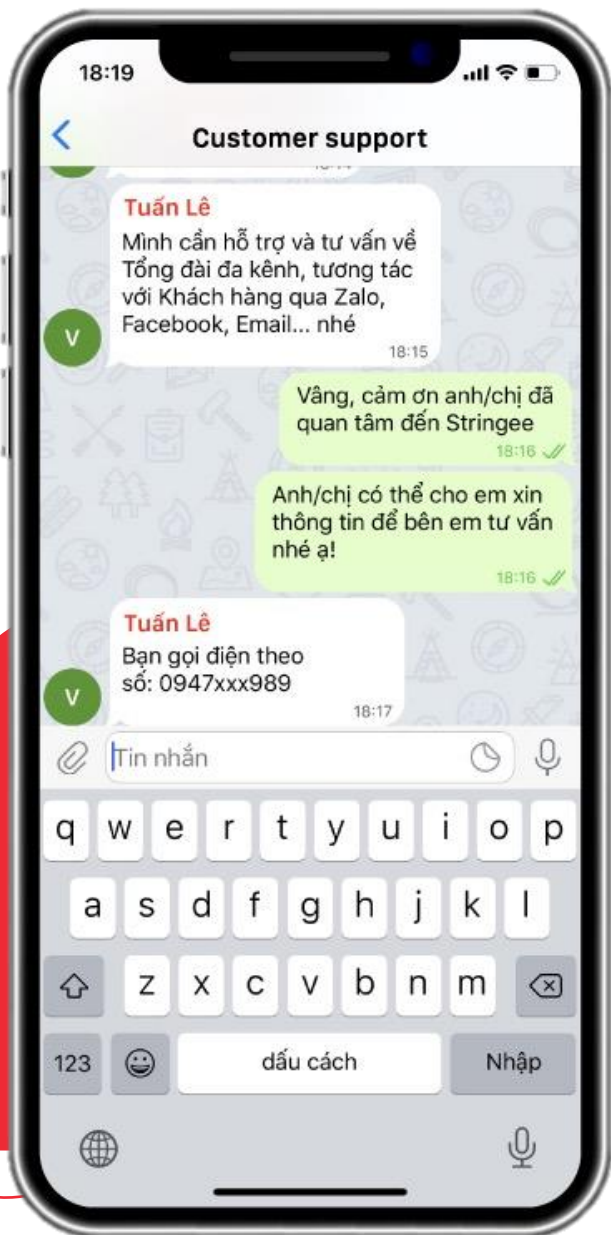 18:19
Customer support
Tuấn Lê
Mình cần hỗ trợ và tư vấn về
Tổng đài đa kênh, tương tác
với Khách hàng qua Zalo,
Facebook, Email... nhé
V
18:15
Vâng, cảm ơn anh/chị đã
quan tâm đến Stringee
18:16
Anh/chị có thể cho em xin
thông tin để bên em tư vấn
nhé ạ!
18:16
Tuấn Lê
Bạn gọi điện theo
số: 0947xxx989
V
18:17
Tin nhắn
q w e r t y u i o p
a s d f g h j k l
z x c v b n m
123 dấu cách Nhập